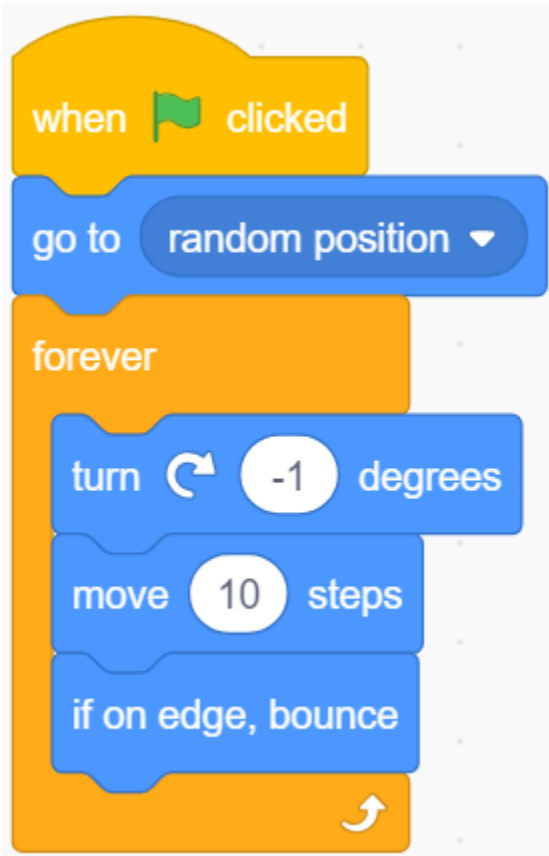 when clicked
go to random position
forever
turn -1 degrees
move 10 steps
if on edge, bounce